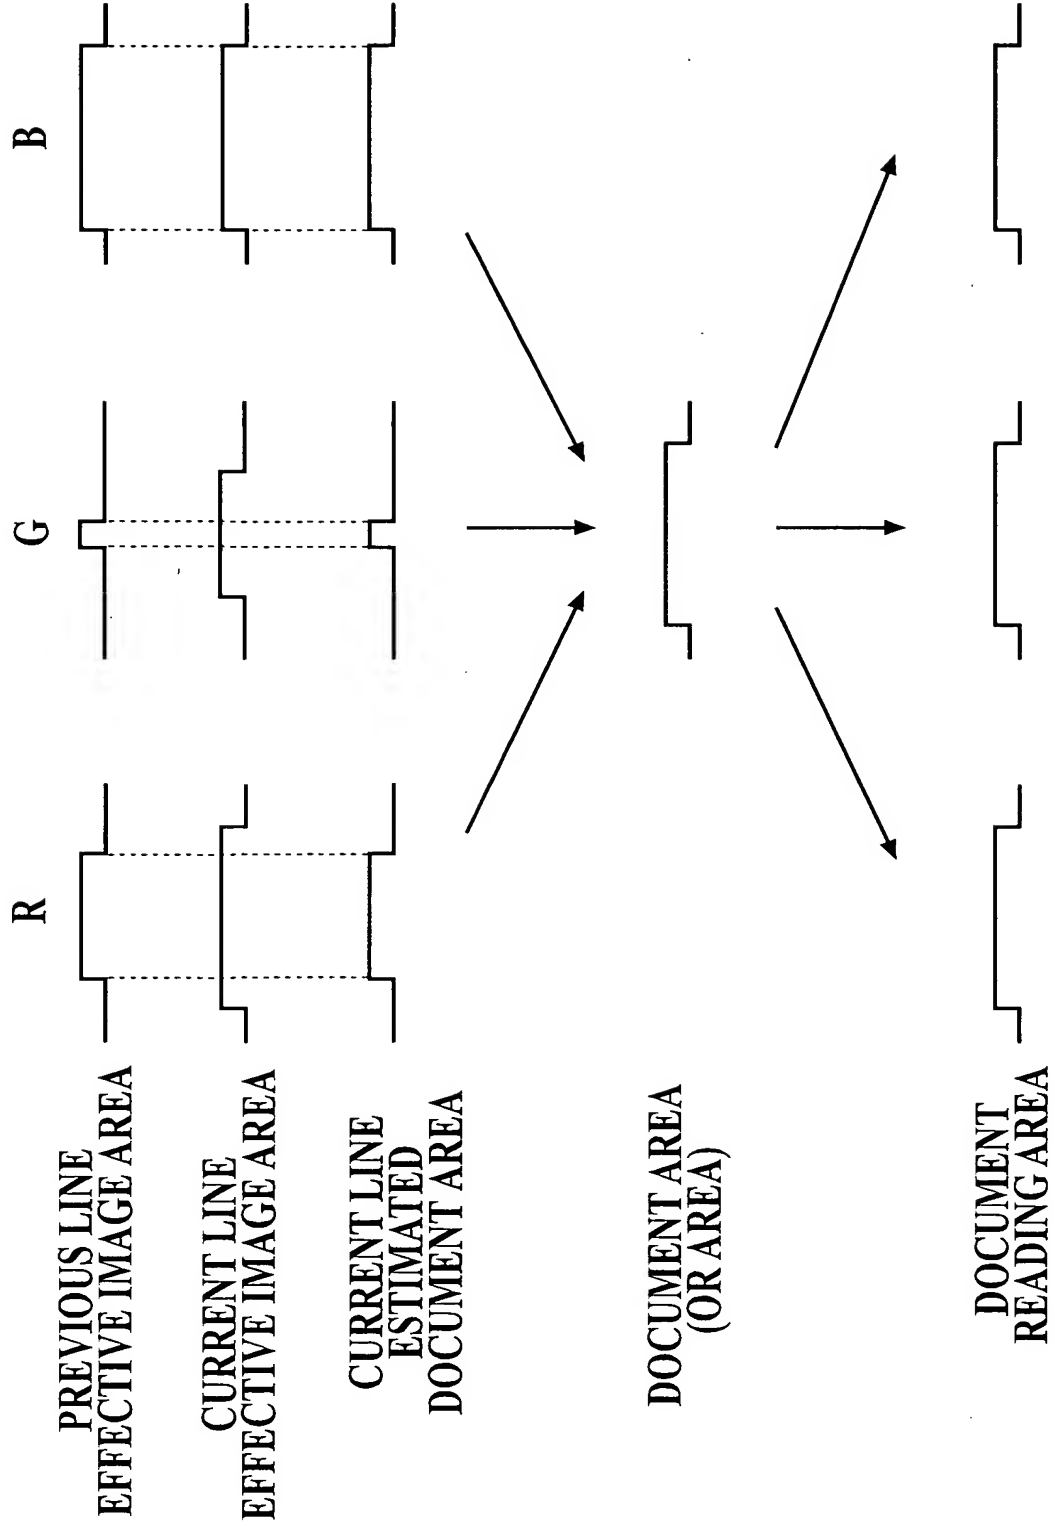 R
G
B
PREVIOUS LINE
EFFECTIVE IMAGE AREA
CURRENT LINE
EFFECTIVE IMAGE AREA
CURRENT LINE
ESTIMATED
DOCUMENT AREA
DOCUMENT AREA
(OR AREA)
DOCUMENT
READING AREA